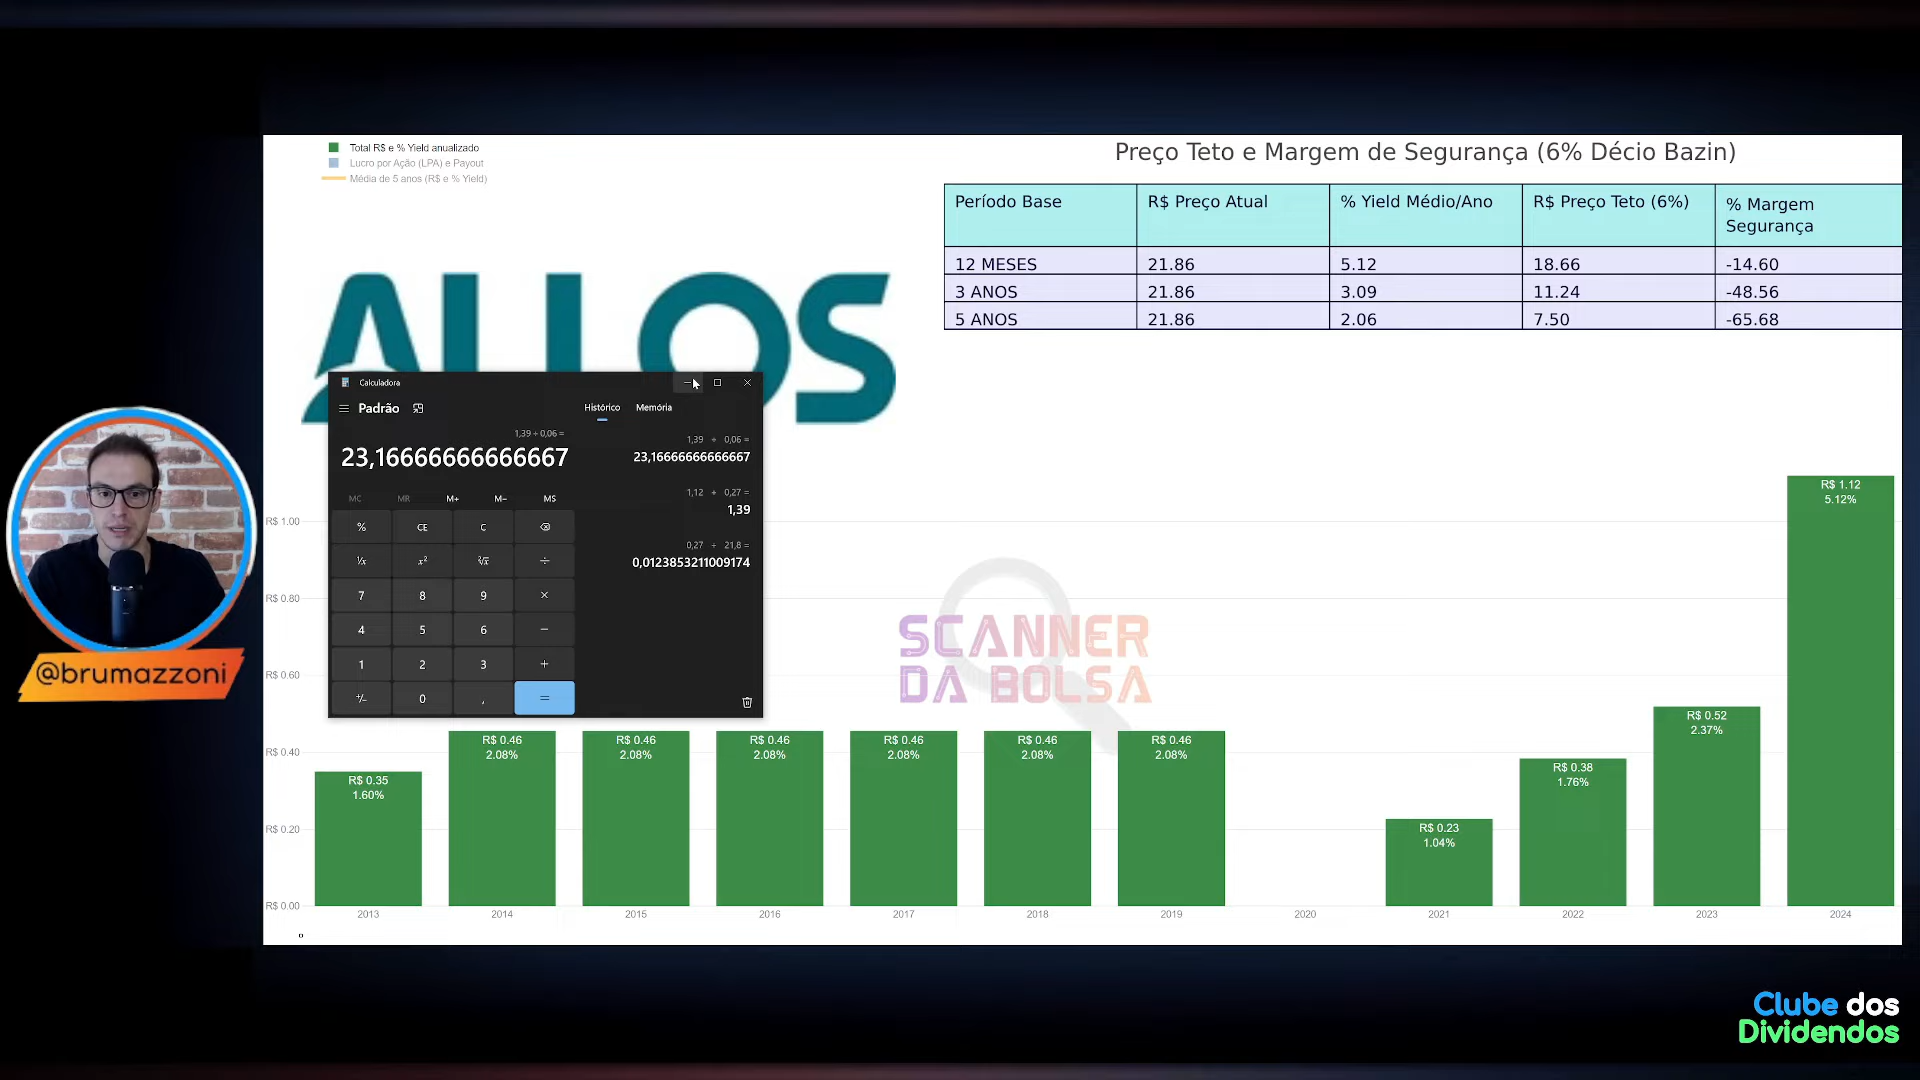 Total R$ e % Yield anualizado
Lucro por Ação (LPA) e Payout
Média de 5 anos (R$ e % Yield)
Preço Teto e Margem de Segurança (6% Décio Bazin)
Período Base R$ Preço Atual % Yield Médio/Ano R$ Preço Teto (6%) % Margem Segurança
12 MESES 21.86 5.12 18.66 -14.60
3 ANOS 21.86 3.09 11.24 -48.56
5 ANOS 21.86 2.06 7.50 -65.68
ALLOS
Calculadora
Padrão
Histórico Memória
1,39 ÷ 0,06 =
23,16666666666667
1,39 ÷ 0,06 =
23,16666666666667
1,12 + 0,27 =
1,39
0,27 ÷ 21,8 =
0,0123853211009174
MC MR M+ M- MS
% CE C
⅟x x² ²√x ÷
7 8 9 ×
4 5 6 −
1 2 3 +
+/- 0 , =
SCANNER
DA BOLSA
@brumazzoni
R$ 1.00
R$ 0.80
R$ 0.60
R$ 0.40
R$ 0.20
R$ 0.00
R$ 0.35
1.60%
R$ 0.46
2.08%
R$ 0.46
2.08%
R$ 0.46
2.08%
R$ 0.46
2.08%
R$ 0.46
2.08%
R$ 0.46
2.08%
R$ 0.23
1.04%
R$ 0.38
1.76%
R$ 0.52
2.37%
R$ 1.12
5.12%
2013 2014 2015 2016 2017 2018 2019 2020 2021 2022 2023 2024
o
Clube dos
Dividendos